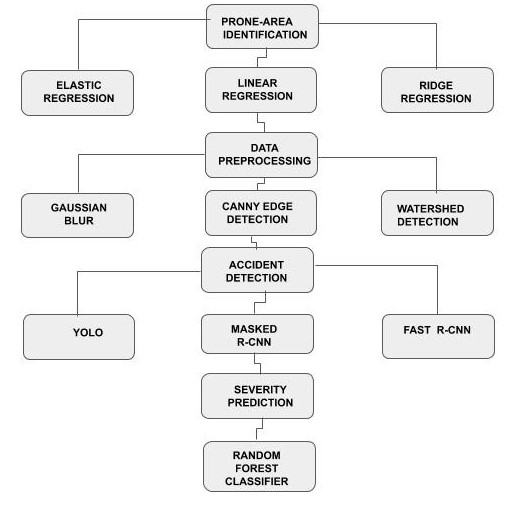 PRONE-AREA
IDENTIFICATION
ELASTIC
REGRESSION
LINEAR
REGRESSION
RIDGE
REGRESSION
DATA
PREPROCESSING
GAUSSIAN
BLUR
CANNY EDGE
DETECTION
WATERSHED
DETECTION
ACCIDENT
DETECTION
YOLO
MASKED
R-CNN
FAST R-CNN
SEVERITY
PREDICTION
RANDOM
FOREST
CLASSIFIER